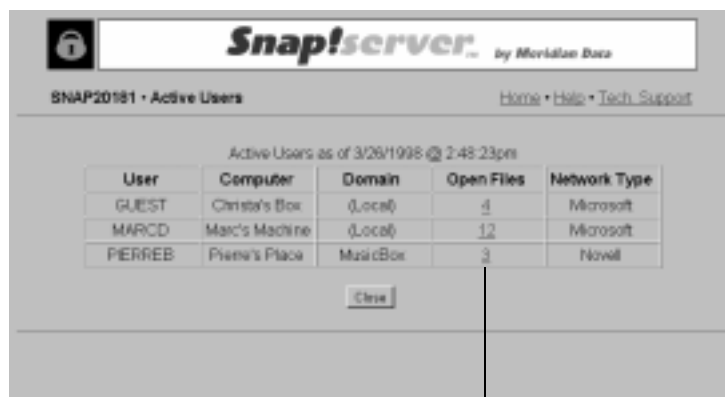 Snap!server™ by Meridian Data
SNAP20181 • Active Users Home • Help • Tech. Support
Active Users as of 3/26/1998 @ 2:48:23pm
User Computer Domain Open Files Network Type
GUEST Christa's Box (Local) 4 Microsoft
MARCD Marc's Machine (Local) 12 Microsoft
PIERREB Pierre's Place MusicBox 3 Novell
Close